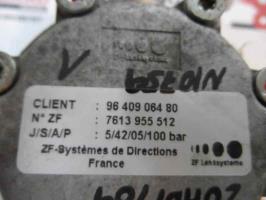 CLIENT : 96 409 064 80
N° ZF : 7613 955 512
J/S/A/P : 5/42/05/100 bar
ZF-Systèmes de Directions
France
ZF Lenksysteme